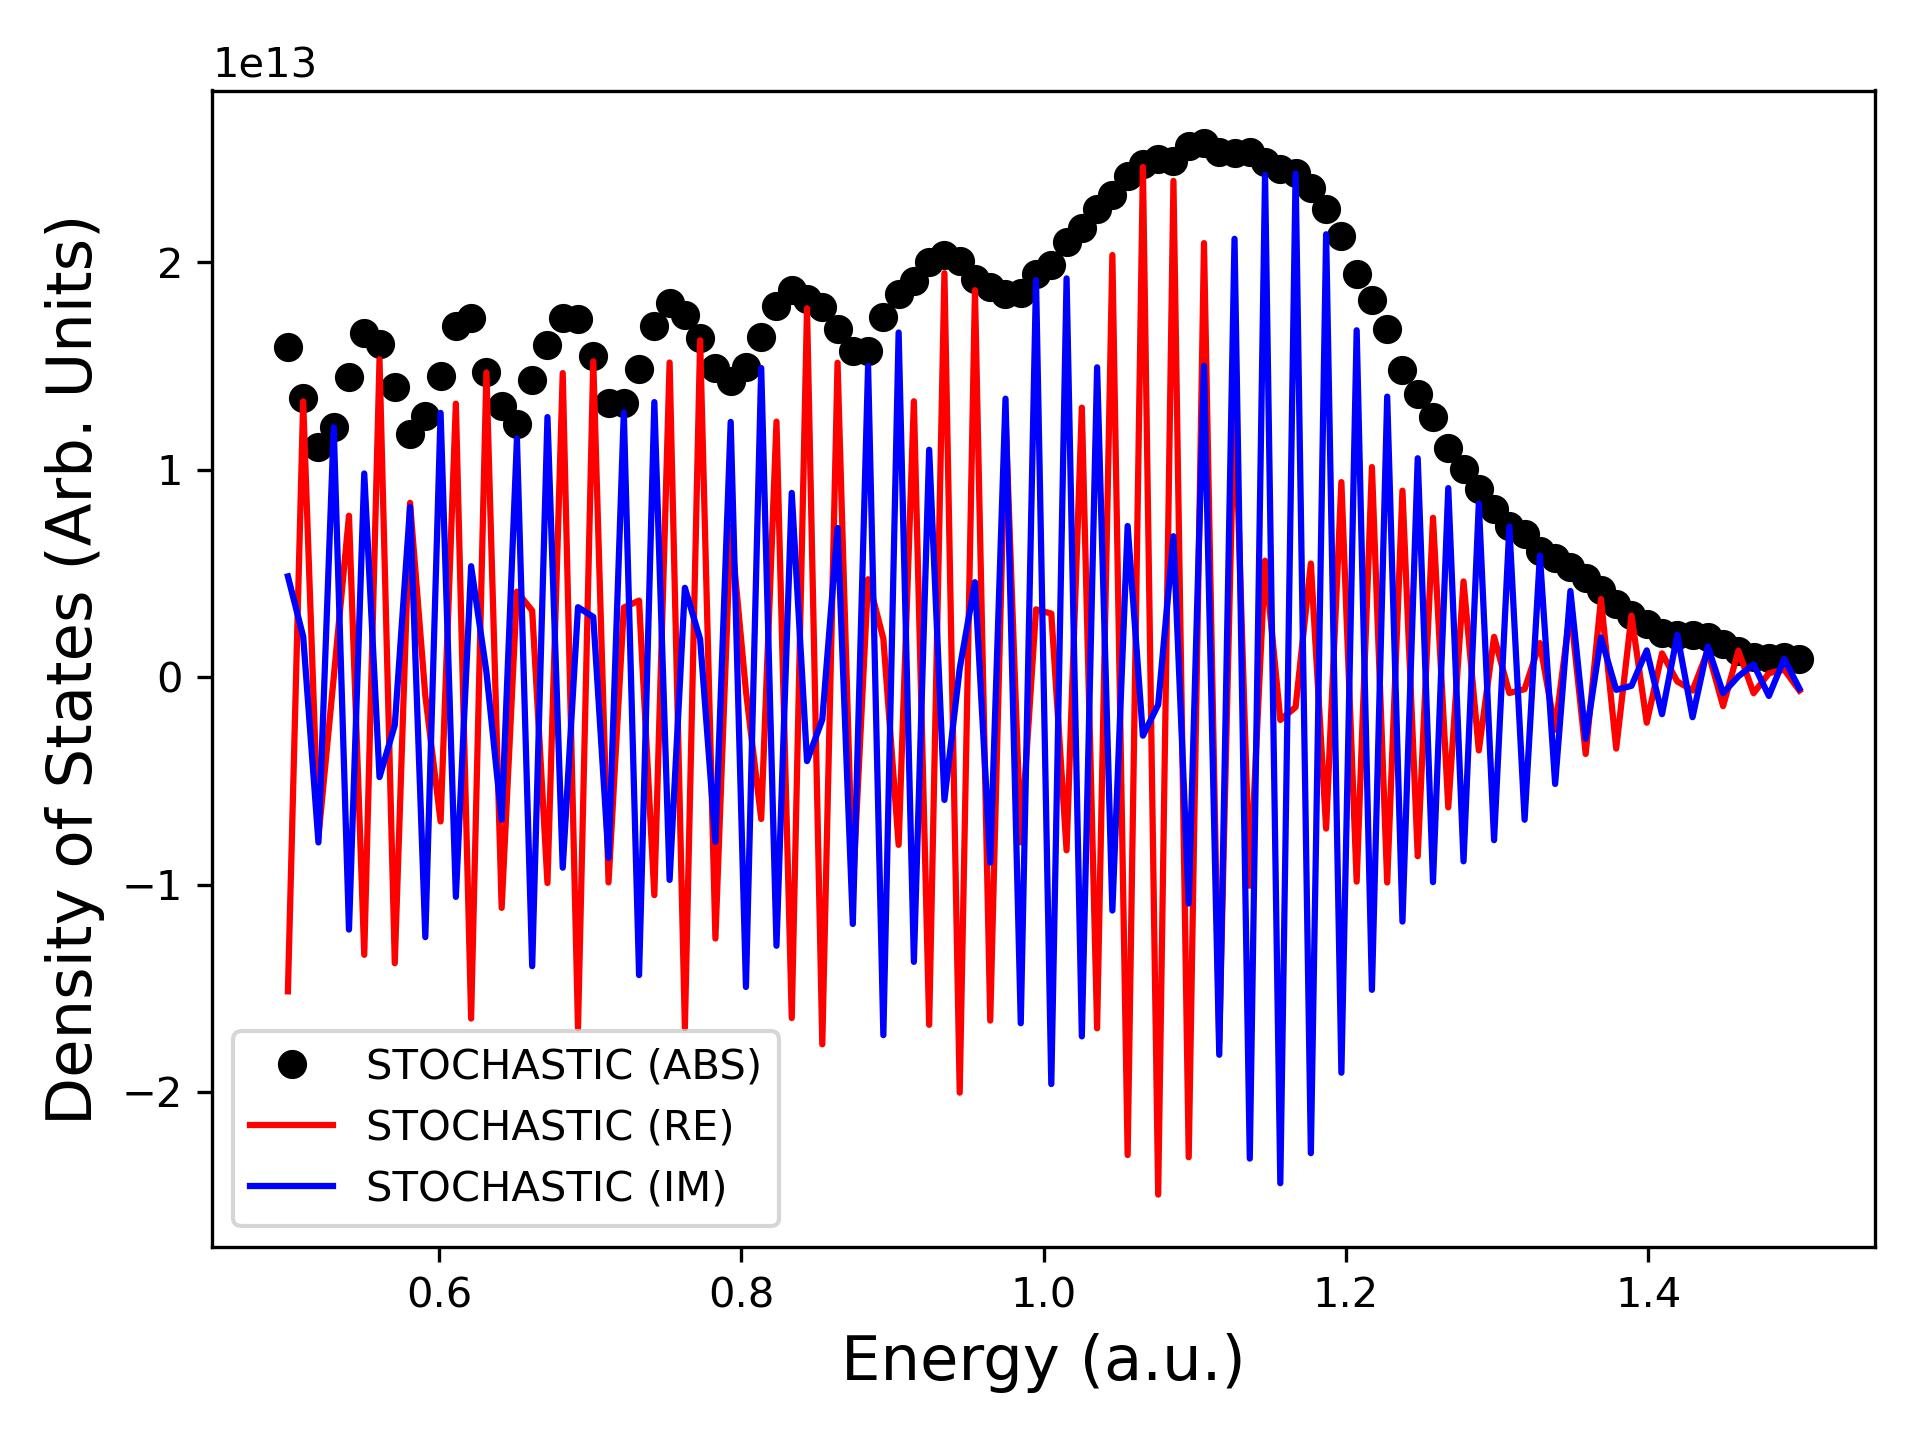 1e13
Density of States (Arb. Units)
2
1
0
−1
−2
STOCHASTIC (ABS)
STOCHASTIC (RE)
STOCHASTIC (IM)
0.6 0.8 1.0 1.2 1.4
Energy (a.u.)